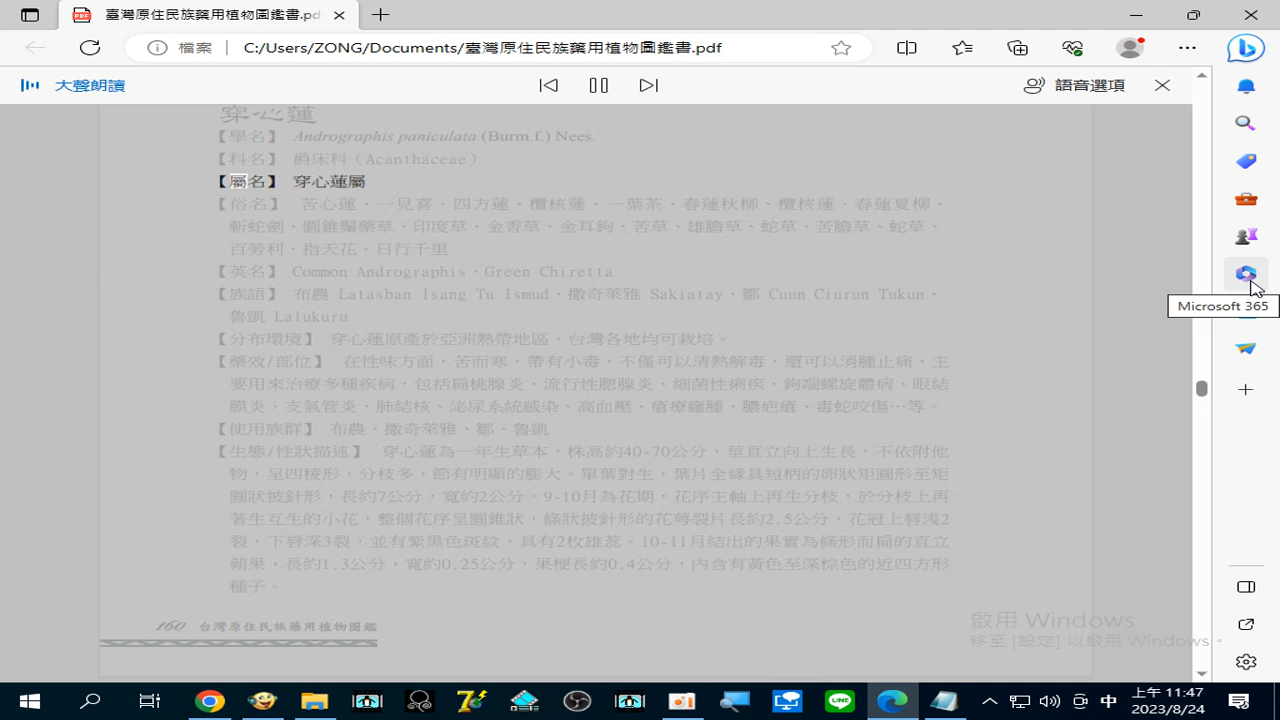 臺灣原住民族藥用植物圖鑑書.pdf
檔案 C:/Users/ZONG/Documents/臺灣原住民族藥用植物圖鑑書.pdf
大聲朗讀 語音選項
穿心蓮
【學名】 Andrographis paniculata (Burm.f.) Nees.
【科名】 爵床科（Acanthaceae）
【屬名】 穿心蓮屬
【俗名】 苦心蓮、一見喜、四方蓮、欖核蓮、一葉茶、春蓮秋柳、欖核蓮、春蓮夏柳、
斬蛇劍、圓錐鬚藥草、印度草、金香草、金耳鉤、苦草、雄膽草、蛇草、苦膽草、蛇草、
百勞利、指天花、日行千里
【英名】 Common Andrographis、Green Chiretta
【族語】 布農 Latasban Isang Tu Ismud、撒奇萊雅 Sakiatay、鄒 Cuun Ciurun Tukun、
魯凱 Lalukuru
【分布環境】 穿心蓮原產於亞洲熱帶地區，台灣各地均可栽培。
【藥效/部位】 在性味方面，苦而寒，帶有小毒，不僅可以清熱解毒，還可以消腫止痛，主
要用來治療多種疾病，包括扁桃腺炎、流行性腮腺炎、細菌性痢疾、鉤端螺旋體病、眼結
膜炎、支氣管炎、肺結核、泌尿系統感染、高血壓、瘡癤癰腫、膿疤瘡、毒蛇咬傷…等。
【使用族群】 布農、撒奇萊雅、鄒、魯凱
【生態/性狀描述】 穿心蓮為一年生草本，株高約40-70公分，莖直立向上生長，不依附他
物，呈四稜形，分枝多，節有明顯的膨大。單葉對生，葉片全緣具短柄的卵狀矩圓形至矩
圓狀披針形，長約7公分，寬約2公分。9-10月為花期，花序主軸上再生分枝，於分枝上再
著生互生的小花，整個花序呈圓錐狀，條狀披針形的花萼裂片長約2.5公分，花冠上唇淺2
裂，下唇深3裂，並有紫黑色斑紋，具有2枚雄蕊。10-11月結出的果實為條形而扁的直立
蒴果，長約1.3公分，寬約0.25公分，果梗長約0.4公分，內含有黃色至深棕色的近四方形
種子。
160 台灣原住民族藥用植物圖鑑
Microsoft 365
啟用 Windows
移至 [設定] 以啟用 Windows。
中
上午 11:47
2023/8/24
LINE